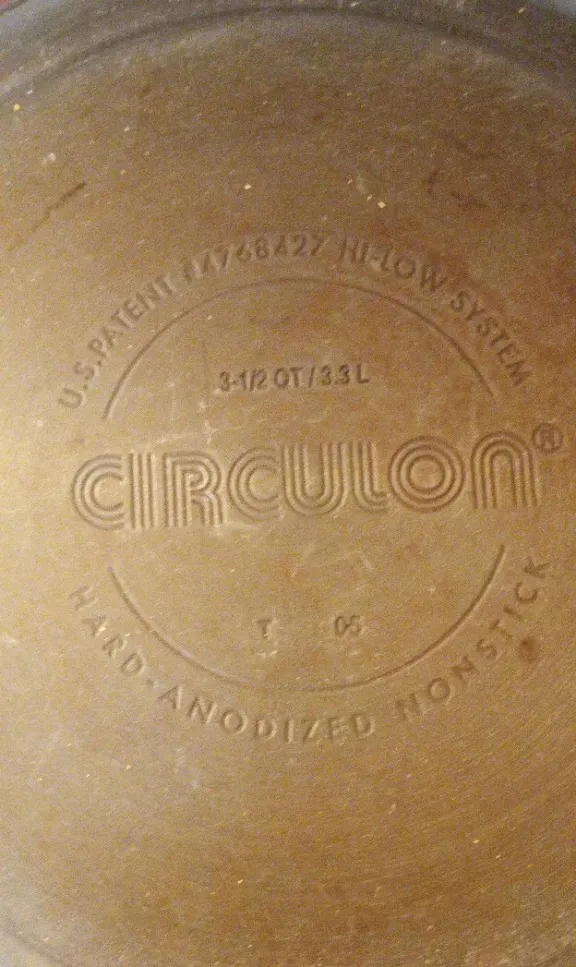 U.S. PATENT #4768427 HI-LOW SYSTEM.
3-1/2 QT / 3.3 L
CIRCULON®
T 05
HARD-ANODIZED NONSTICK